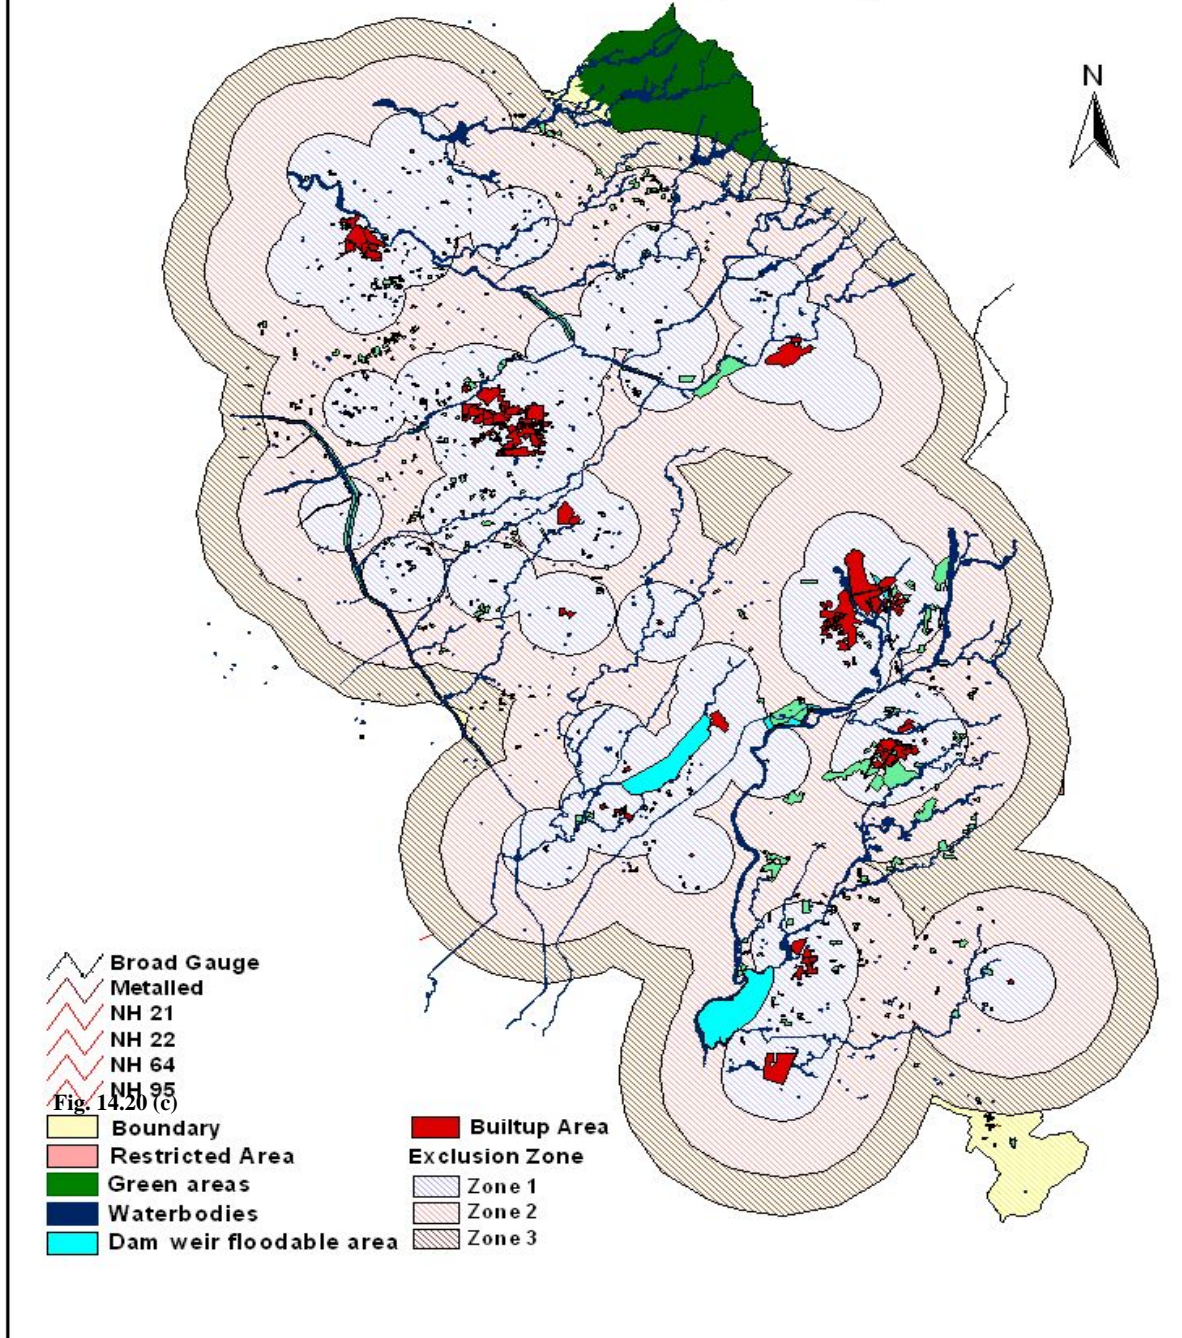 N
Broad Gauge
Metalled
NH 21
NH 22
NH 64
NH 95
Fig. 14.20 (c)
Boundary
Restricted Area
Green areas
Waterbodies
Dam weir floodable area
Builtup Area
Exclusion Zone
Zone 1
Zone 2
Zone 3